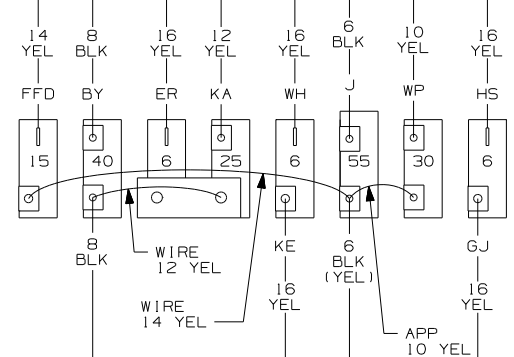 14 8 16 12 16 6 10 16
YEL BLK YEL YEL YEL BLK YEL YEL
FFD BY ER KA WH J WP HS
15 40 6 25 6 55 30 6
8
BLK
WIRE
12 YEL
KE
6
BLK
(YEL)
GJ
16
YEL
16
YEL
WIRE
14 YEL
APP
10 YEL